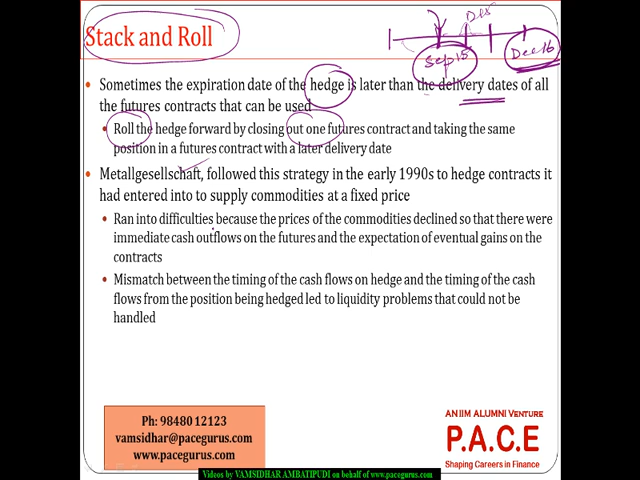 Stack and Roll
Dec
Sep 15
Dec 16
Sometimes the expiration date of the hedge is later than the delivery dates of all
the futures contracts that can be used
Roll the hedge forward by closing out one futures contract and taking the same
position in a futures contract with a later delivery date
Metallgesellschaft, followed this strategy in the early 1990s to hedge contracts it
had entered into to supply commodities at a fixed price
Ran into difficulties because the prices of the commodities declined so that there were
immediate cash outflows on the futures and the expectation of eventual gains on the
contracts
Mismatch between the timing of the cash flows on hedge and the timing of the cash
flows from the position being hedged led to liquidity problems that could not be
handled
Ph: 98480 12123
vamsidhar@pacegurus.com
www.pacegurus.com
AN IIM ALUMNI VENTURE
P.A.C.E
Shaping Careers in Finance
Videos by VAMSIDHAR AMBATIPUDI on behalf of www.pacegurus.com